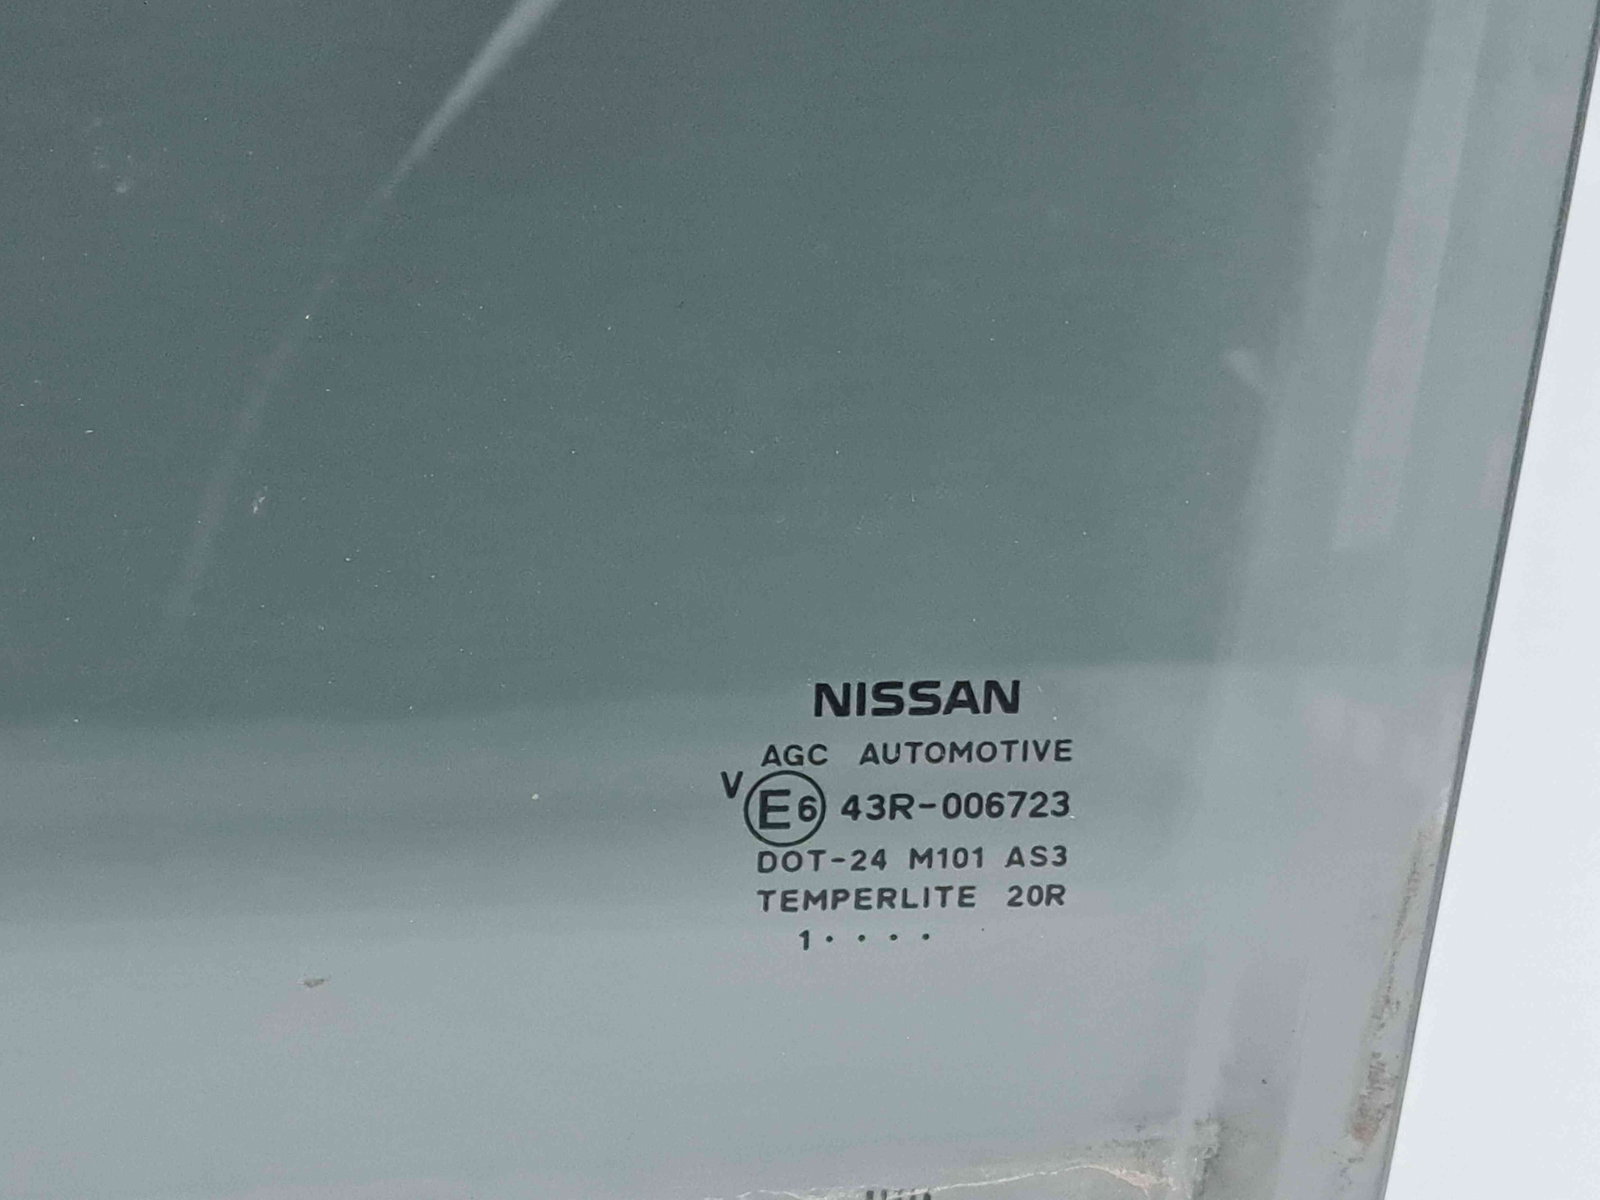 NISSAN
AGC AUTOMOTIVE
V E6 43R-006723
DOT-24 M101 AS3
TEMPERLITE 20R
1 · · · ·